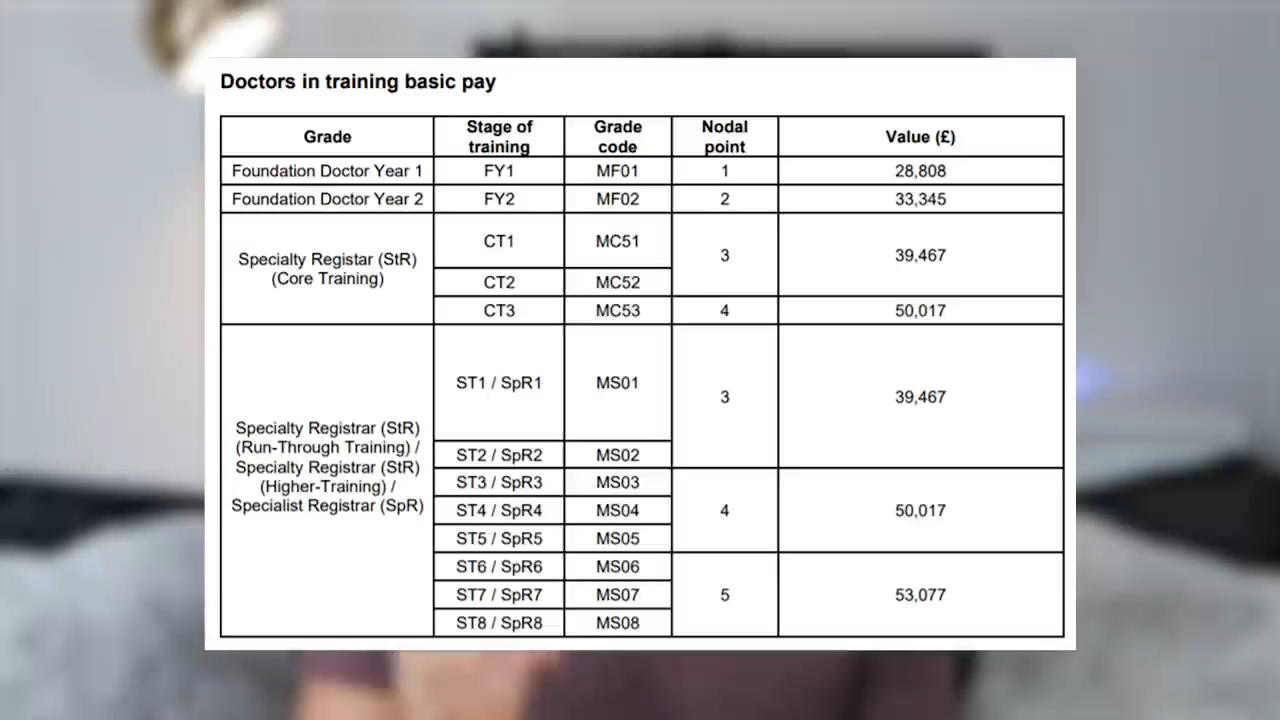 Doctors in training basic pay
Grade
Stage of
training
Grade
code
Nodal
point
Value (£)
Foundation Doctor Year 1
FY1
MF01
1
28,808
Foundation Doctor Year 2
FY2
MF02
2
33,345
Specialty Registar (StR)
(Core Training)
CT1
MC51
3
39,467
CT2
MC52
CT3
MC53
4
50,017
Specialty Registrar (StR)
(Run-Through Training) /
Specialty Registrar (StR)
(Higher-Training) /
Specialist Registrar (SpR)
ST1 / SpR1
MS01
3
39,467
ST2 / SpR2
MS02
ST3 / SpR3
MS03
4
50,017
ST4 / SpR4
MS04
ST5 / SpR5
MS05
ST6 / SpR6
MS06
5
53,077
ST7 / SpR7
MS07
ST8 / SpR8
MS08